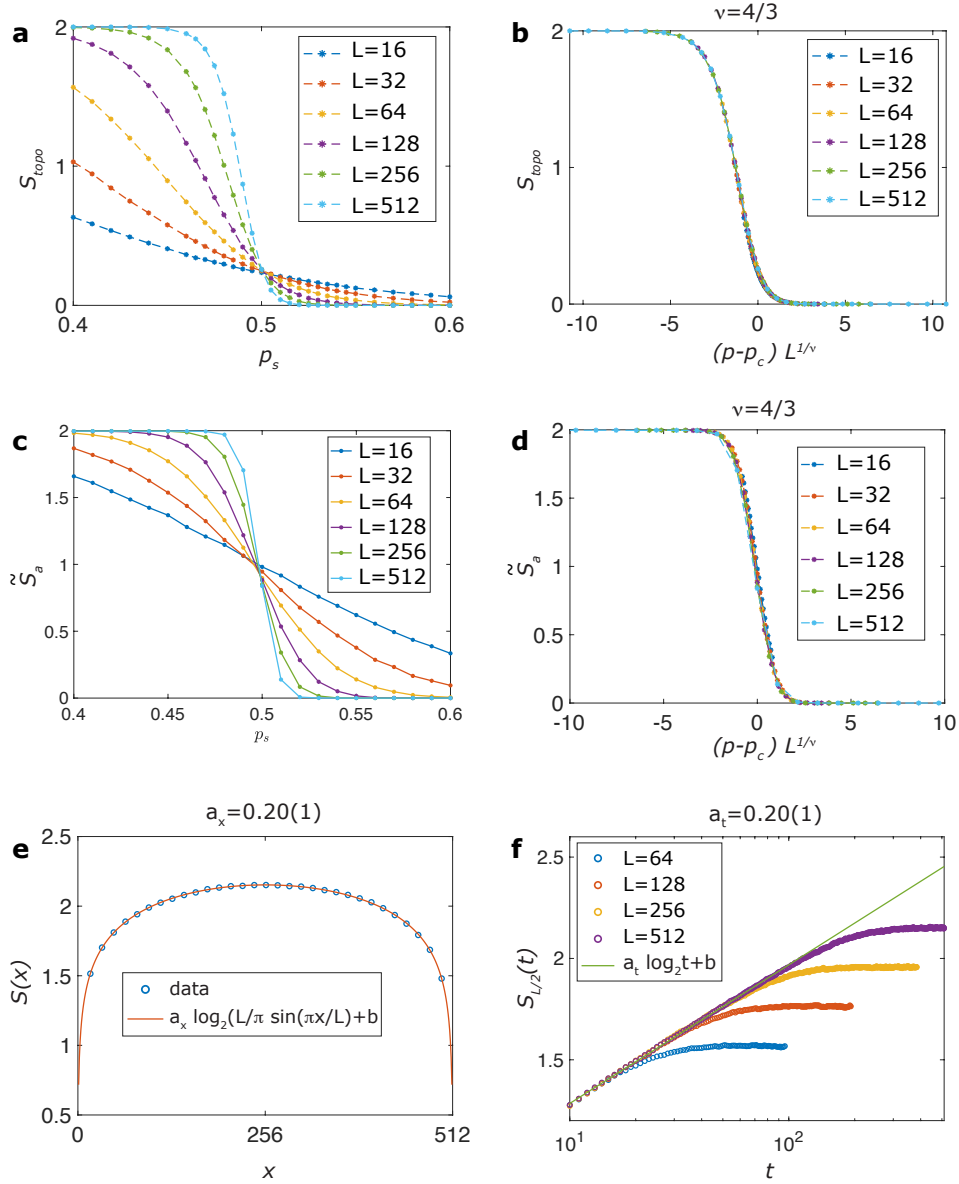 a
S_topo
2
1
0
0.4
0.5
0.6
p_s
L=16
L=32
L=64
L=128
L=256
L=512
b
ν=4/3
S_topo
2
1
0
-10
-5
0
5
10
(p-p_c) L^{1/ν}
L=16
L=32
L=64
L=128
L=256
L=512
c
S̃_a
2
1.5
1
0.5
0
0.4
0.45
0.5
0.55
0.6
p_s
L=16
L=32
L=64
L=128
L=256
L=512
d
ν=4/3
S̃_a
2
1.5
1
0.5
0
-10
-5
0
5
10
(p-p_c) L^{1/ν}
L=16
L=32
L=64
L=128
L=256
L=512
e
a_x=0.20(1)
S(x)
2.5
2
1.5
1
0.5
0
256
512
x
data
a_x log_2(L/π sin(πx/L)+b
f
a_t=0.20(1)
S_{L/2}(t)
2.5
2.0
1.5
10^1
10^2
t
L=64
L=128
L=256
L=512
a_t log_2t+b